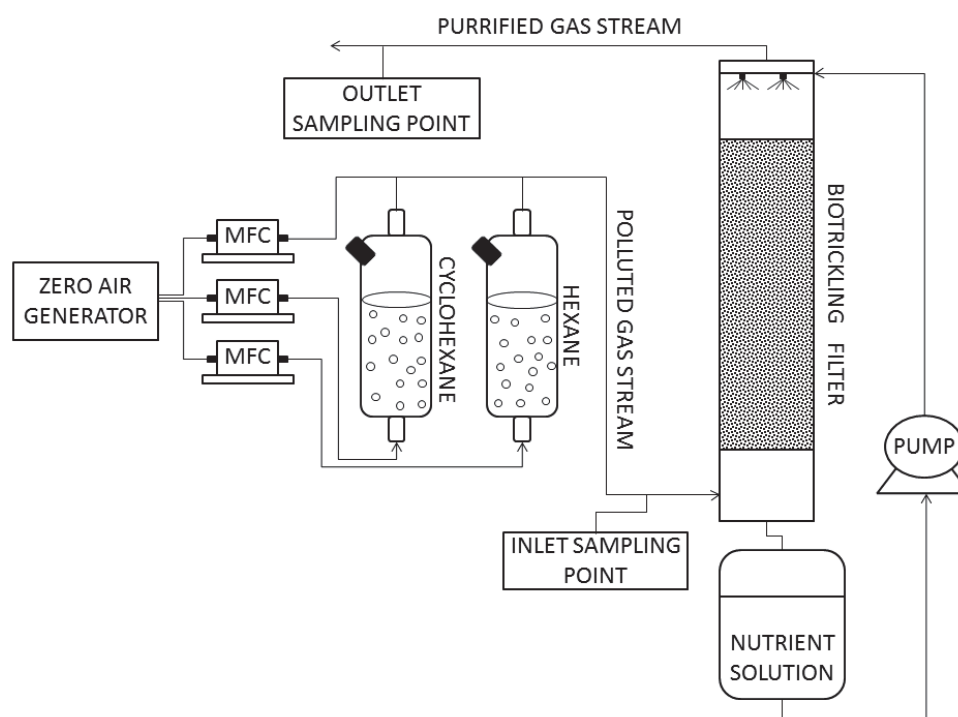 PURRIFIED GAS STREAM
OUTLET
SAMPLING POINT
MFC
ZERO AIR
GENERATOR
MFC
MFC
CYCLOHEXANE
HEXANE
POLLUTED GAS STREAM
BIOTRICKLING FILTER
PUMP
INLET SAMPLING
POINT
NUTRIENT
SOLUTION